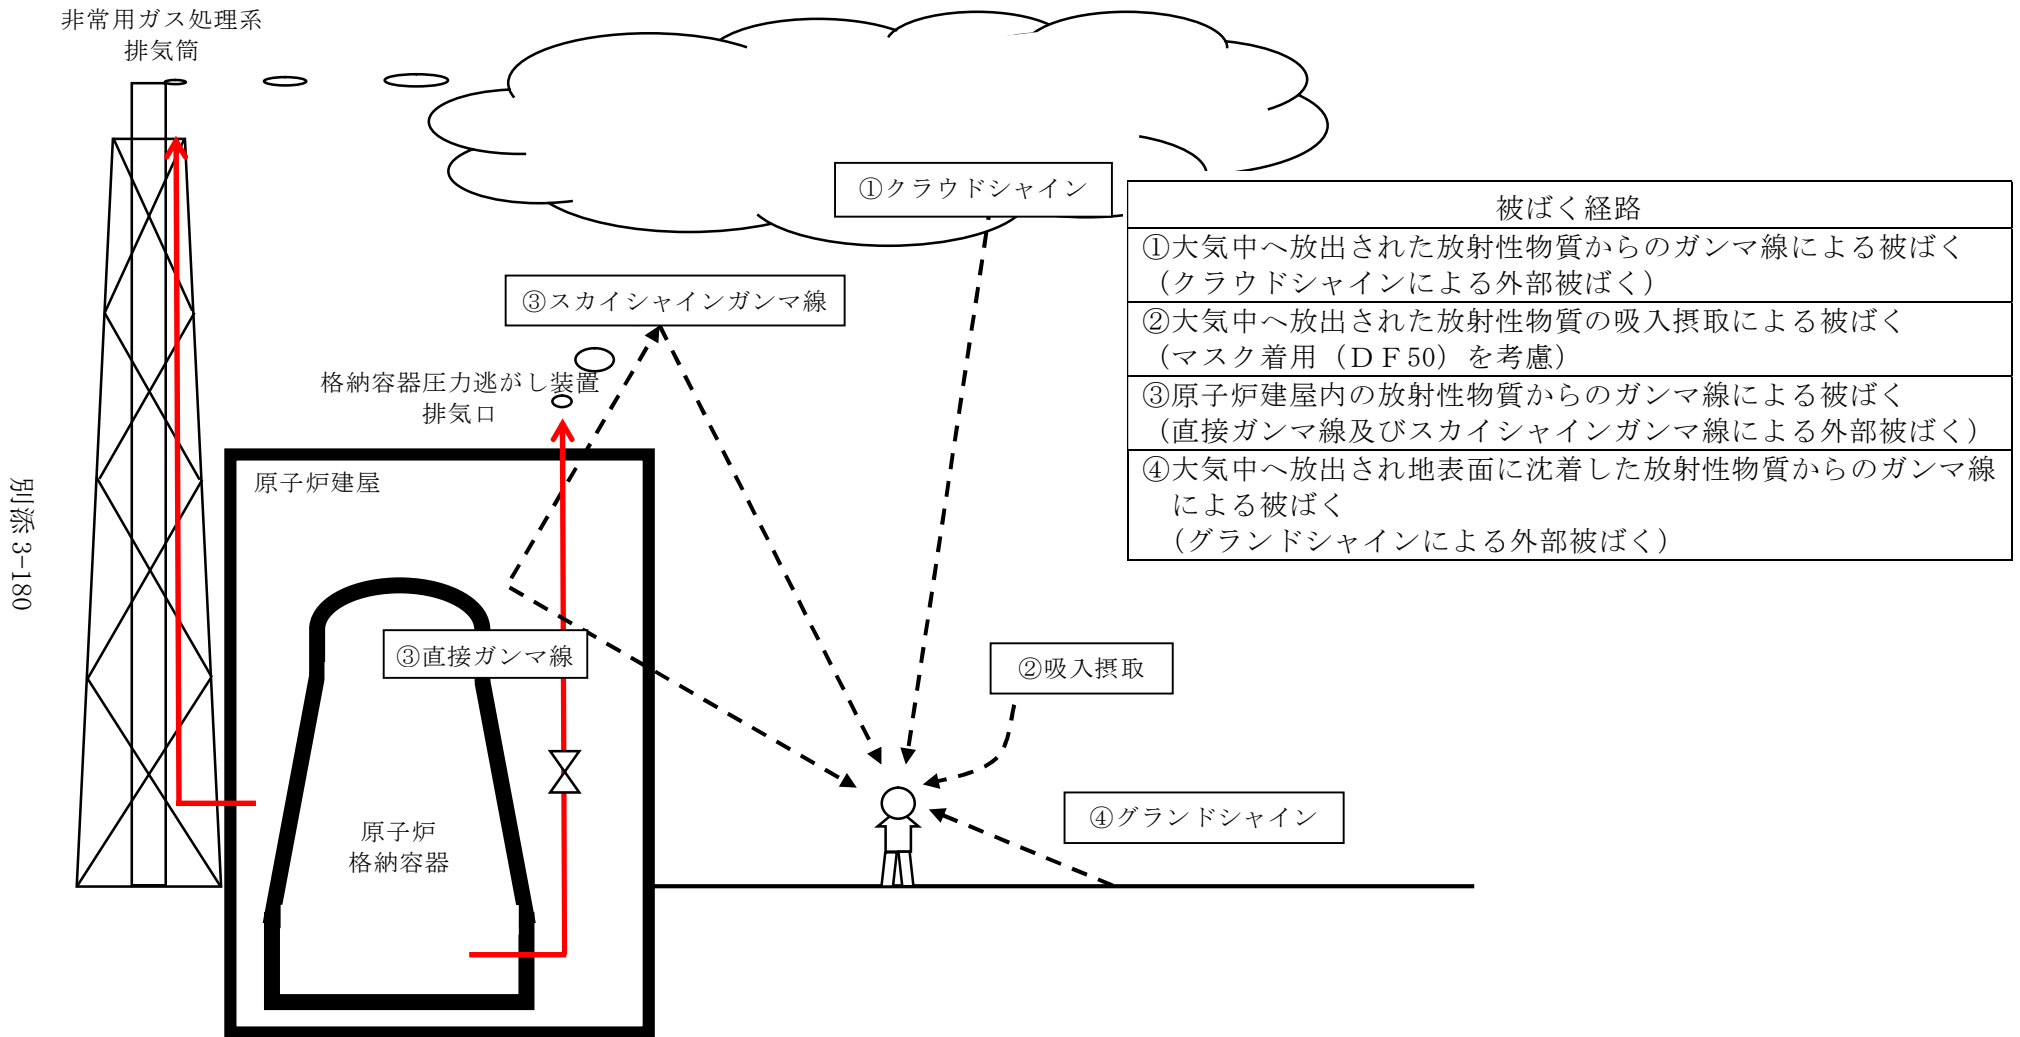 非常用ガス処理系
排気筒
①クラウドシャイン
③スカイシャインガンマ線
格納容器圧力逃がし装置
排気口
原子炉建屋
③直接ガンマ線
②吸入摂取
④グランドシャイン
原子炉
格納容器
被ばく経路
①大気中へ放出された放射性物質からのガンマ線による被ばく
（クラウドシャインによる外部被ばく）
②大気中へ放出された放射性物質の吸入摂取による被ばく
（マスク着用（ＤＦ50）を考慮）
③原子炉建屋内の放射性物質からのガンマ線による被ばく
（直接ガンマ線及びスカイシャインガンマ線による外部被ばく）
④大気中へ放出され地表面に沈着した放射性物質からのガンマ線
による被ばく
（グランドシャインによる外部被ばく）
別添 3-180